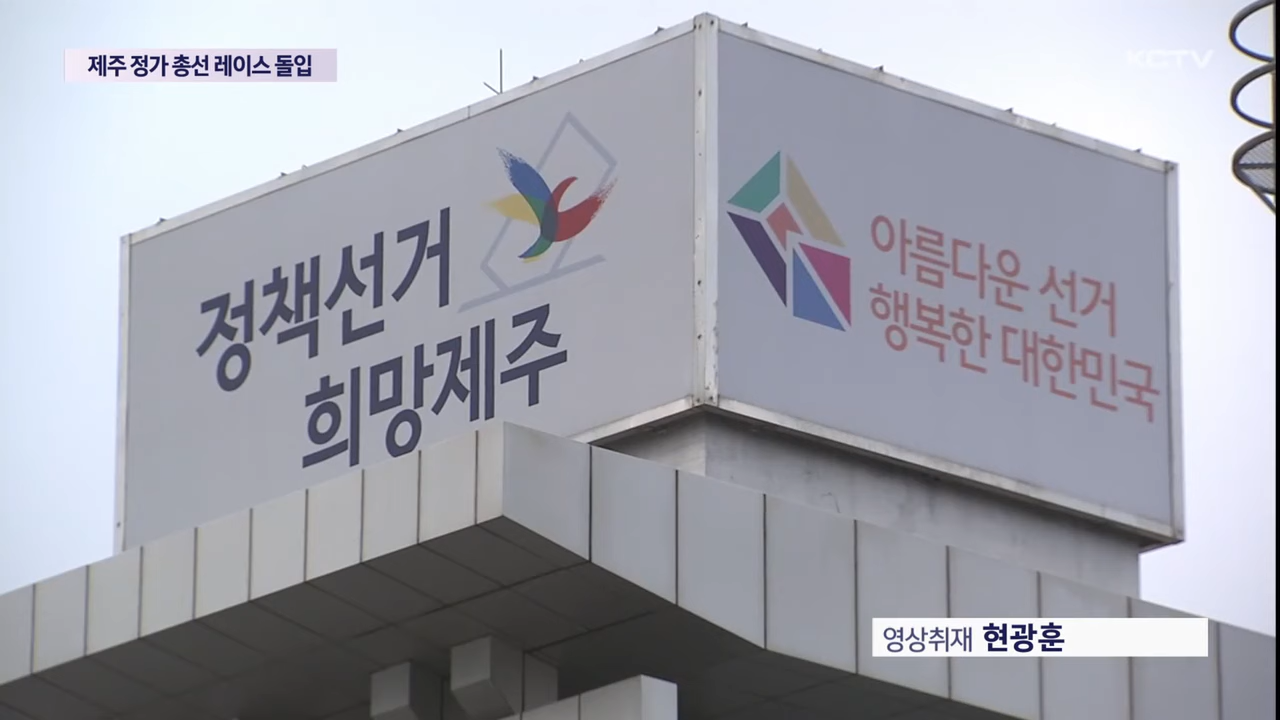 제주 정가 총선 레이스 돌입
KCTV
정책선거
희망제주
아름다운 선거
행복한 대한민국
영상취재 현광훈